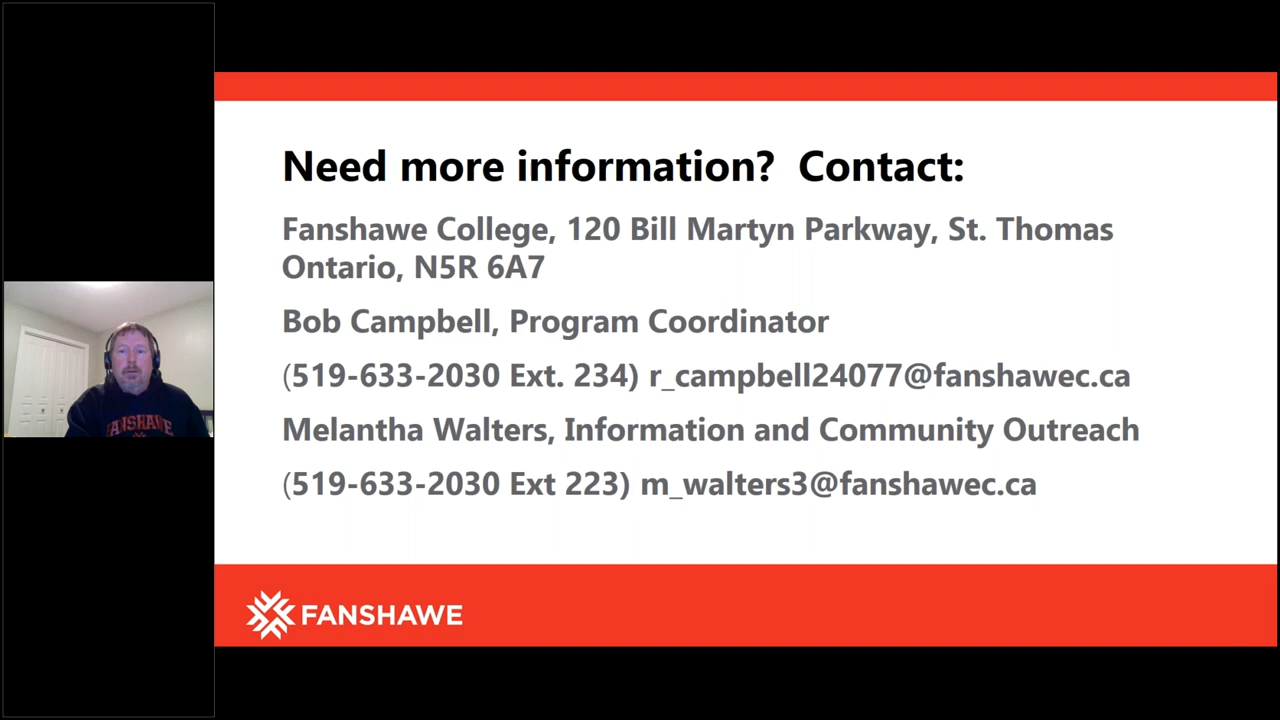 Need more information? Contact:
Fanshawe College, 120 Bill Martyn Parkway, St. Thomas
Ontario, N5R 6A7
Bob Campbell, Program Coordinator
(519-633-2030 Ext. 234) r_campbell24077@fanshawec.ca
Melantha Walters, Information and Community Outreach
(519-633-2030 Ext 223) m_walters3@fanshawec.ca
FANSHAWE
FANSHAWE